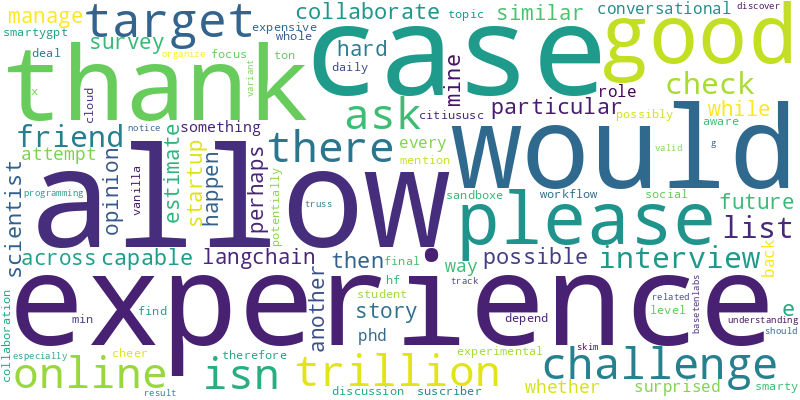 manage
target
collaborate
similar
conversational
discover
smartygpt
survey
expensive
topic
good
deal
organize
whole
focus
ton
hard
daily
mine
case
thank
x
cloud
variant
check
role
particular
possibly
while
ask
citiususc
aware
friend
notice
something
there
every
would
valid
g
attempt
mention
scientist
opinion
vanilla
estimate
startup
happen
perhaps
potentially
allow
programming
truss
sandboxe
workflow
social
please
future
list
across
capable
langchain
then
final
way
possible
interview
back
another
hf
student
track
story
related
level
basetenlabs
e
experience
collaboration
min
find
phd
depend
understanding
should
especially
online
isn
therefore
cheer
trillion
experimental
skim
challenge
result
discussion
suscriber
whether
surprised
smarty